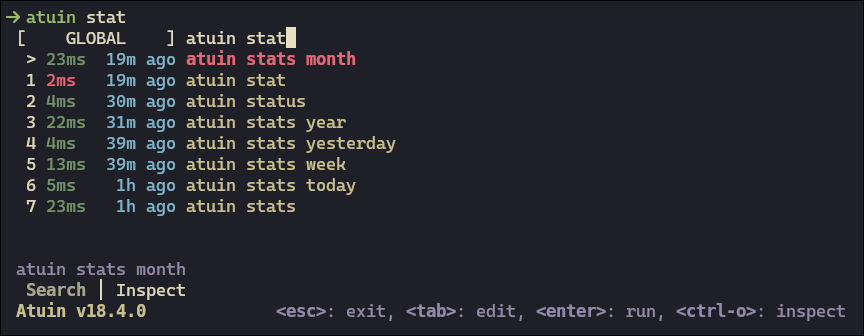 → atuin stat
[    GLOBAL    ] atuin stat
 > 23ms  19m ago atuin stats month
 1 2ms   19m ago atuin stat
 2 4ms   30m ago atuin status
 3 22ms  31m ago atuin stats year
 4 4ms   39m ago atuin stats yesterday
 5 13ms  39m ago atuin stats week
 6 5ms    1h ago atuin stats today
 7 23ms   1h ago atuin stats
atuin stats month
 Search | Inspect
Atuin v18.4.0             <esc>: exit, <tab>: edit, <enter>: run, <ctrl-o>: inspect